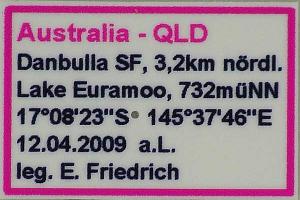 Australia - QLD
Danbulla SF, 3,2km nördl.
Lake Euramoo, 732müNN
17°08'23"S 145°37'46"E
12.04.2009 a.L.
leg. E. Friedrich